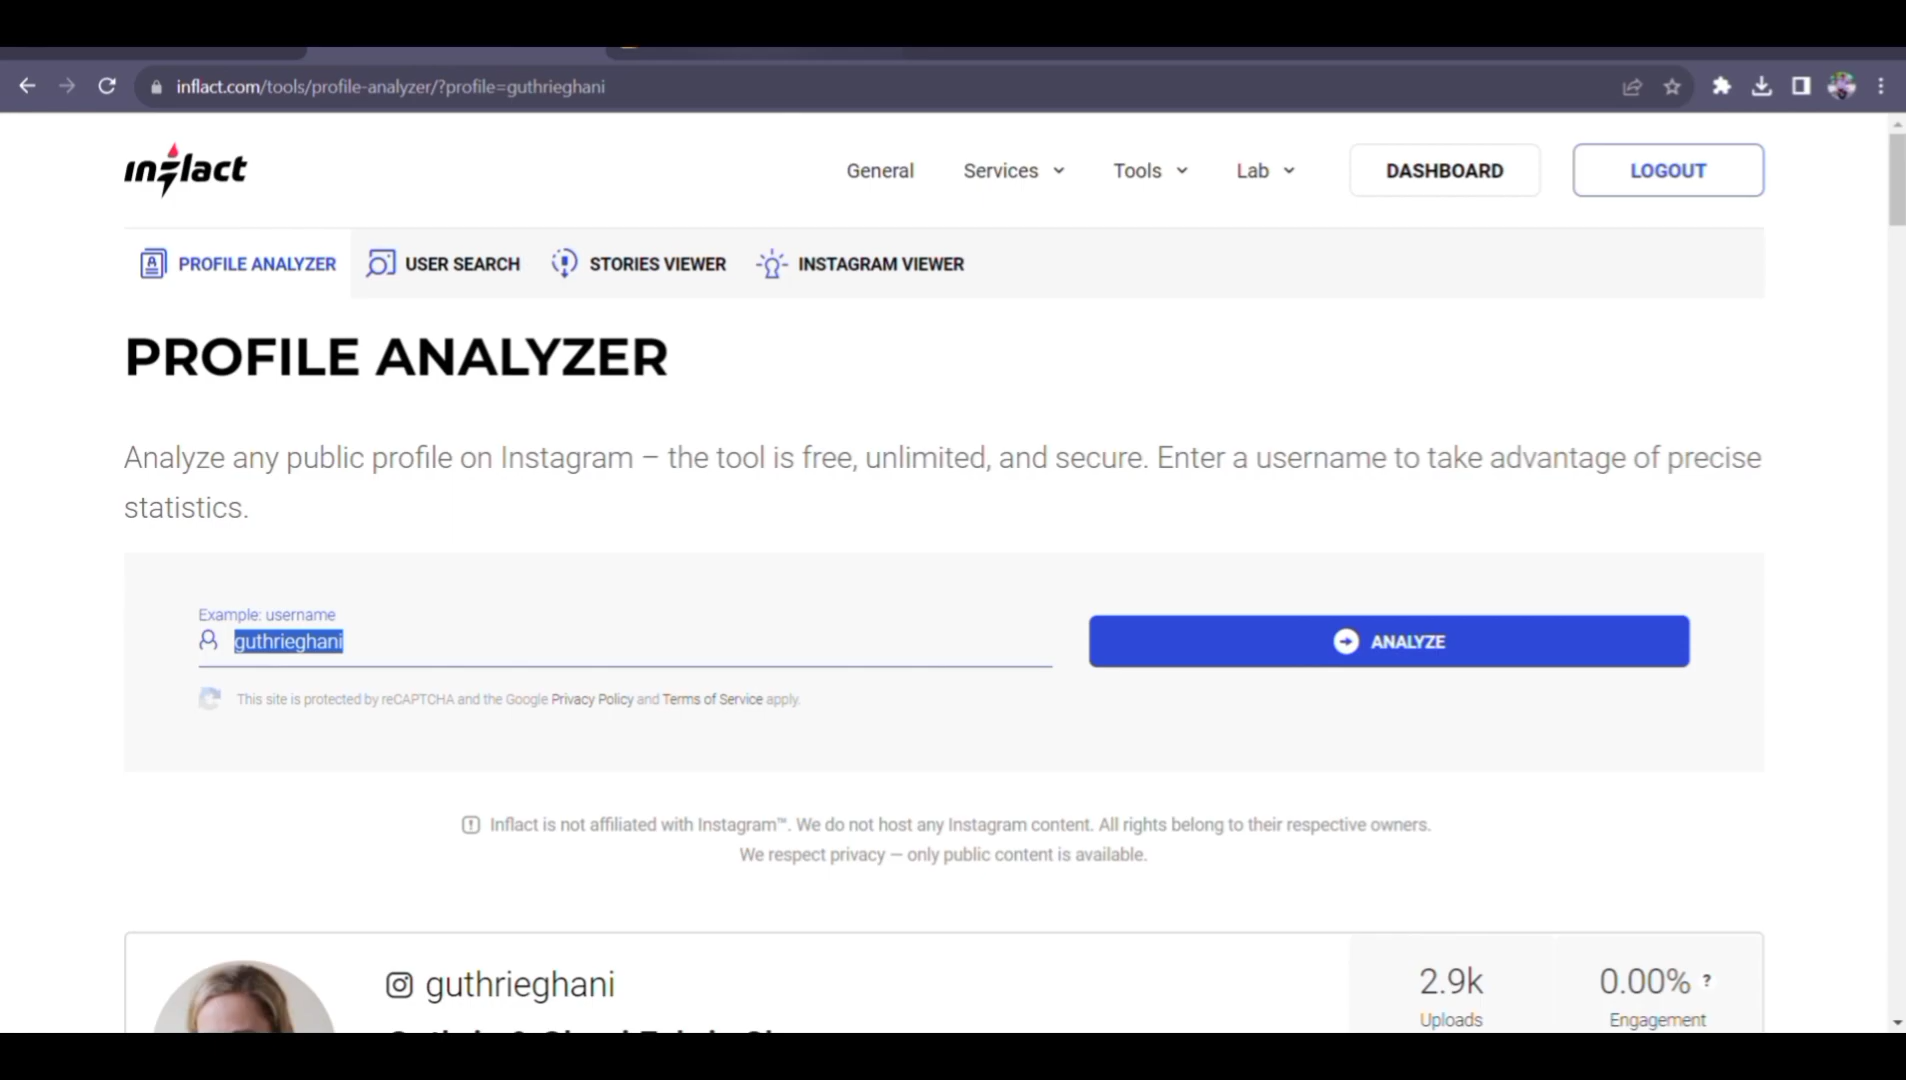 inflact.com/tools/profile-analyzer/?profile=guthrieghani
inflact
General Services Tools Lab DASHBOARD LOGOUT
PROFILE ANALYZER USER SEARCH STORIES VIEWER INSTAGRAM VIEWER
PROFILE ANALYZER
Analyze any public profile on Instagram – the tool is free, unlimited, and secure. Enter a username to take advantage of precise
statistics.
Example: username
guthrieghani
ANALYZE
This site is protected by reCAPTCHA and the Google Privacy Policy and Terms of Service apply.
Inflact is not affiliated with Instagram™. We do not host any Instagram content. All rights belong to their respective owners.
We respect privacy — only public content is available.
guthrieghani
2.9k
Uploads
0.00% ?
Engagement